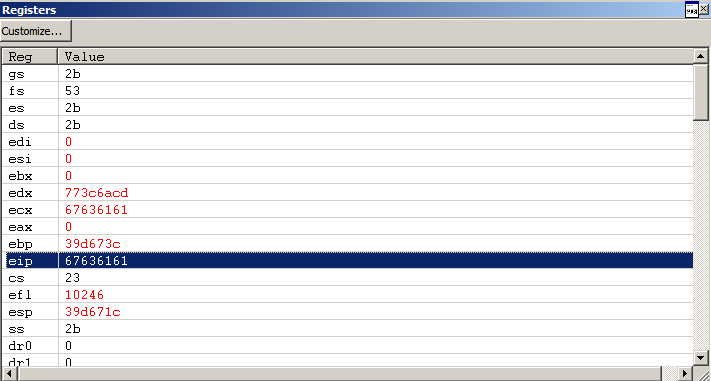 Registers
Customize...
Reg Value
gs 2b
fs 53
es 2b
ds 2b
edi 0
esi 0
ebx 0
edx 773c6acd
ecx 67636161
eax 0
ebp 39d673c
eip 67636161
cs 23
efl 10246
esp 39d671c
ss 2b
dr0 0
dr1 0